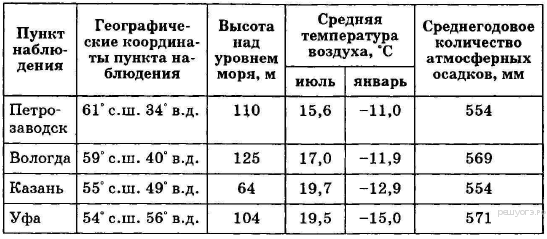 Пункт наблю- дения | Географиче- ские координа- ты пункта на- блюдения | Высота над уровнем моря, м | Средняя температура воздуха, °С | Среднегодовое количество атмосферных осадков, мм
июль | январь
Петро- заводск | 61° с.ш. 34° в.д. | 110 | 15,6 | –11,0 | 554
Вологда | 59° с.ш. 40° в.д. | 125 | 17,0 | –11,9 | 569
Казань | 55° с.ш. 49° в.д. | 64 | 19,7 | –12,9 | 554
Уфа | 54° с.ш. 56° в.д. | 104 | 19,5 | –15,0 | 571
решуогэ.рф